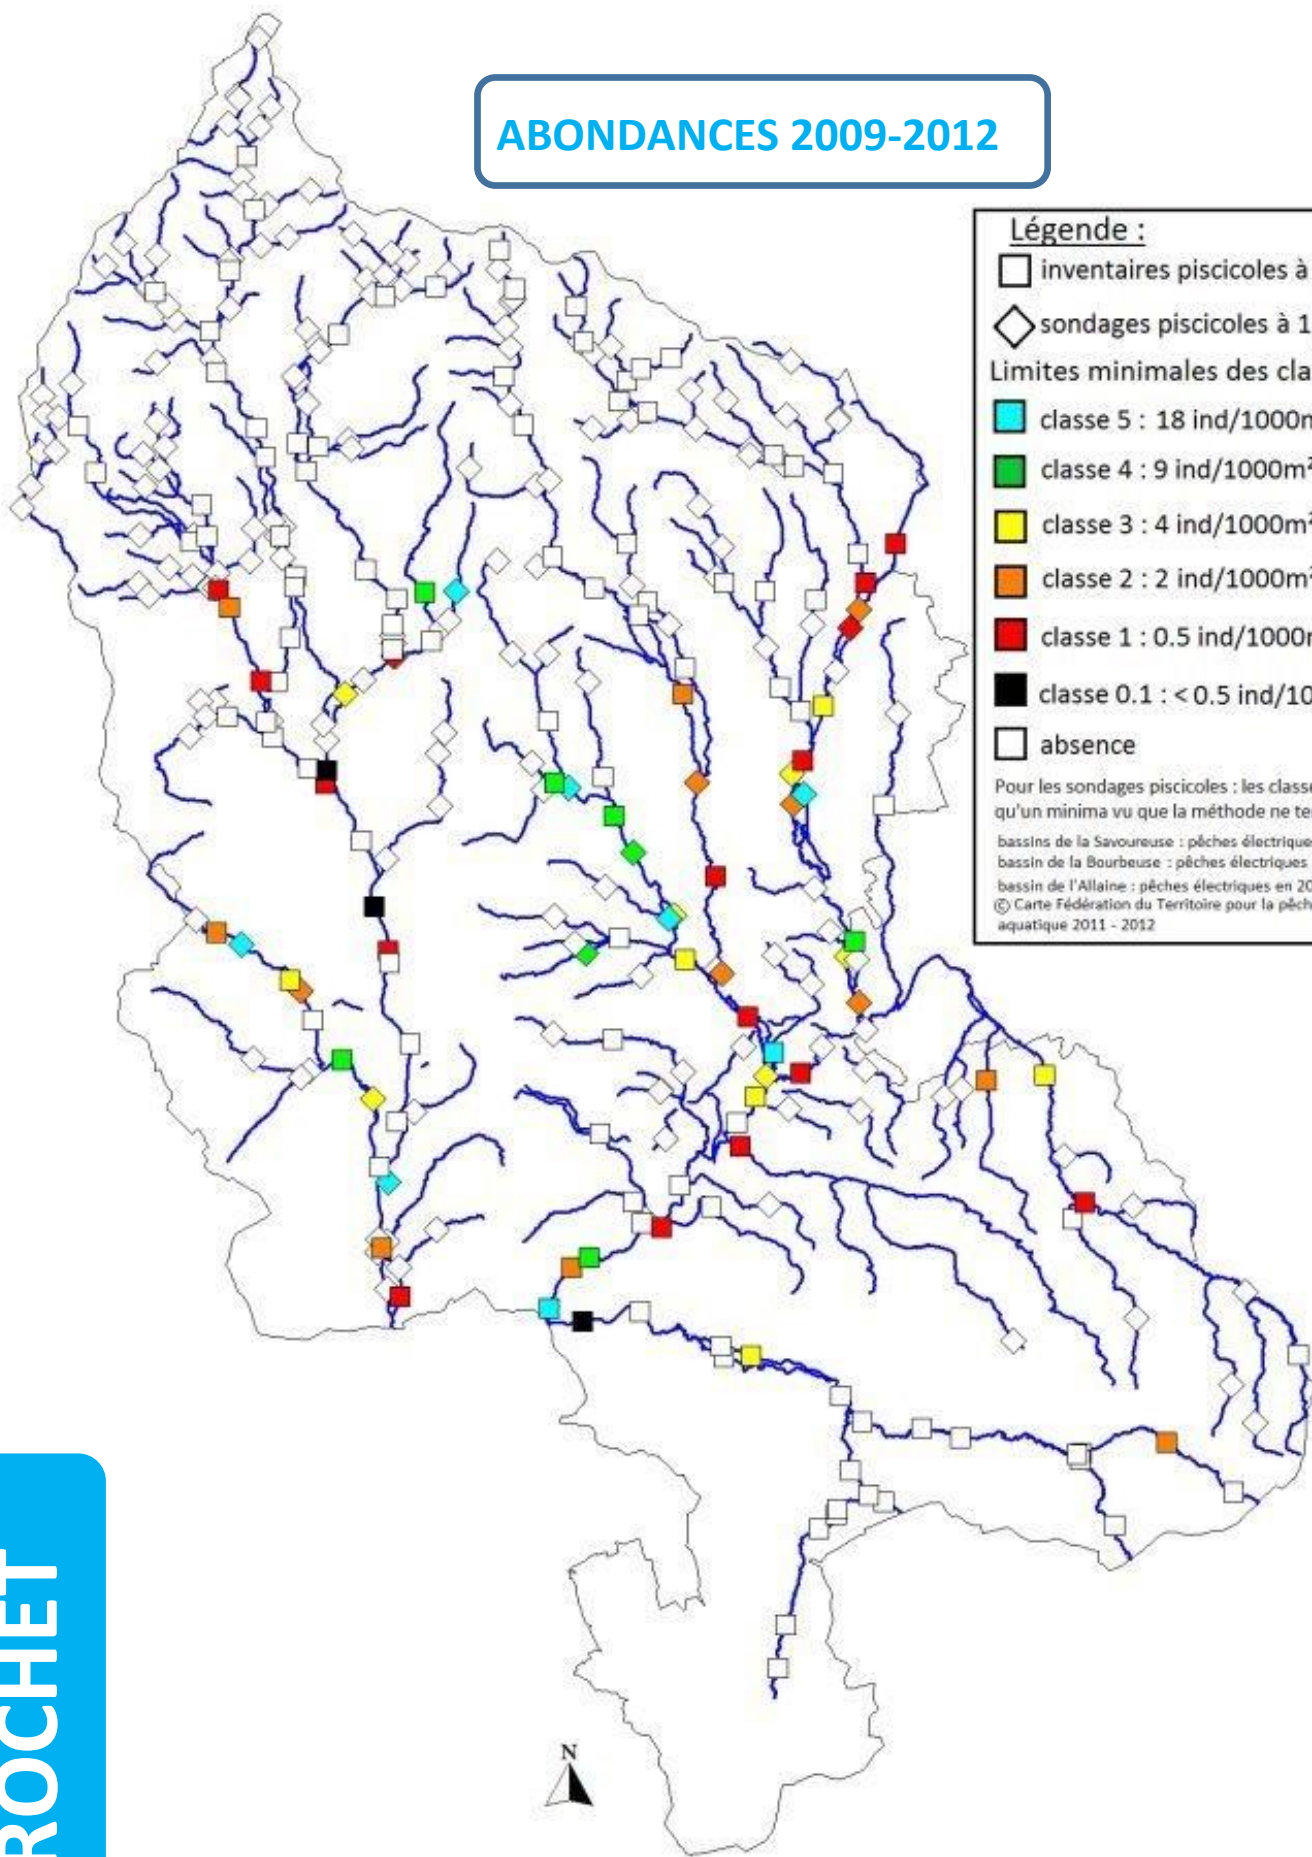 ABONDANCES 2009-2012
Légende :
inventaires piscicoles à
sondages piscicoles à 1
Limites minimales des cla
classe 5 : 18 ind/1000m
classe 4 : 9 ind/1000m²
classe 3 : 4 ind/1000m²
classe 2 : 2 ind/1000m²
classe 1 : 0.5 ind/1000m
classe 0.1 : < 0.5 ind/10
absence
Pour les sondages piscicoles : les classe
qu'un minima vu que la méthode ne te
bassins de la Savoureuse : pêches électrique
bassin de la Bourbeuse : pêches électriques
bassin de l'Allaine : pêches électriques en 20
© Carte Fédération du Territoire pour la pêch
aquatique 2011 - 2012
N
ROCHET